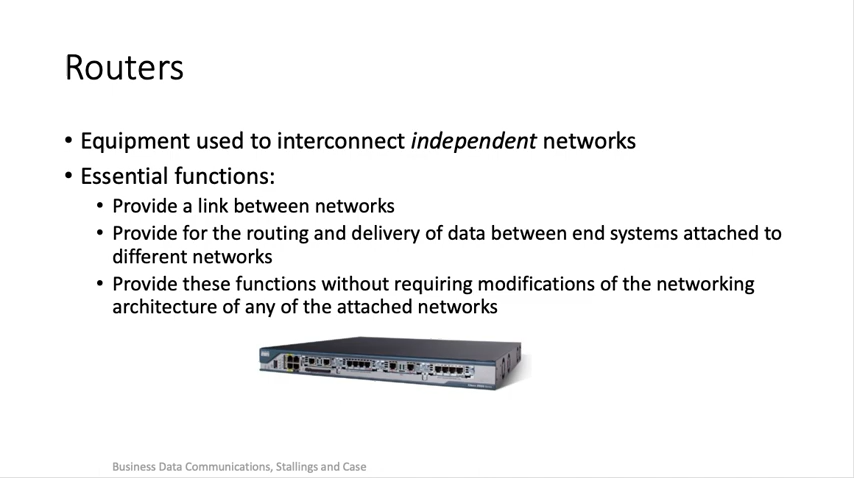 Routers
• Equipment used to interconnect independent networks
• Essential functions:
• Provide a link between networks
• Provide for the routing and delivery of data between end systems attached to
different networks
• Provide these functions without requiring modifications of the networking
architecture of any of the attached networks
Business Data Communications, Stallings and Case